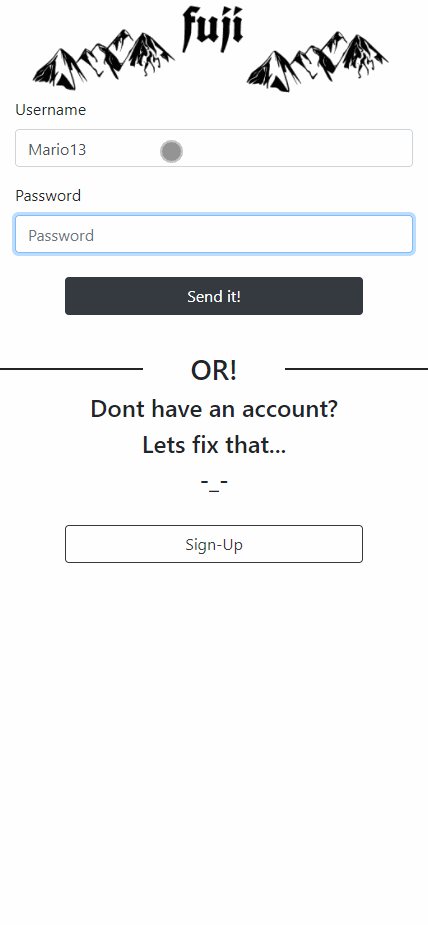 fuji
Username
Mario13
Password
Password
Send it!
OR!
Dont have an account?
Lets fix that...
-_-
Sign-Up